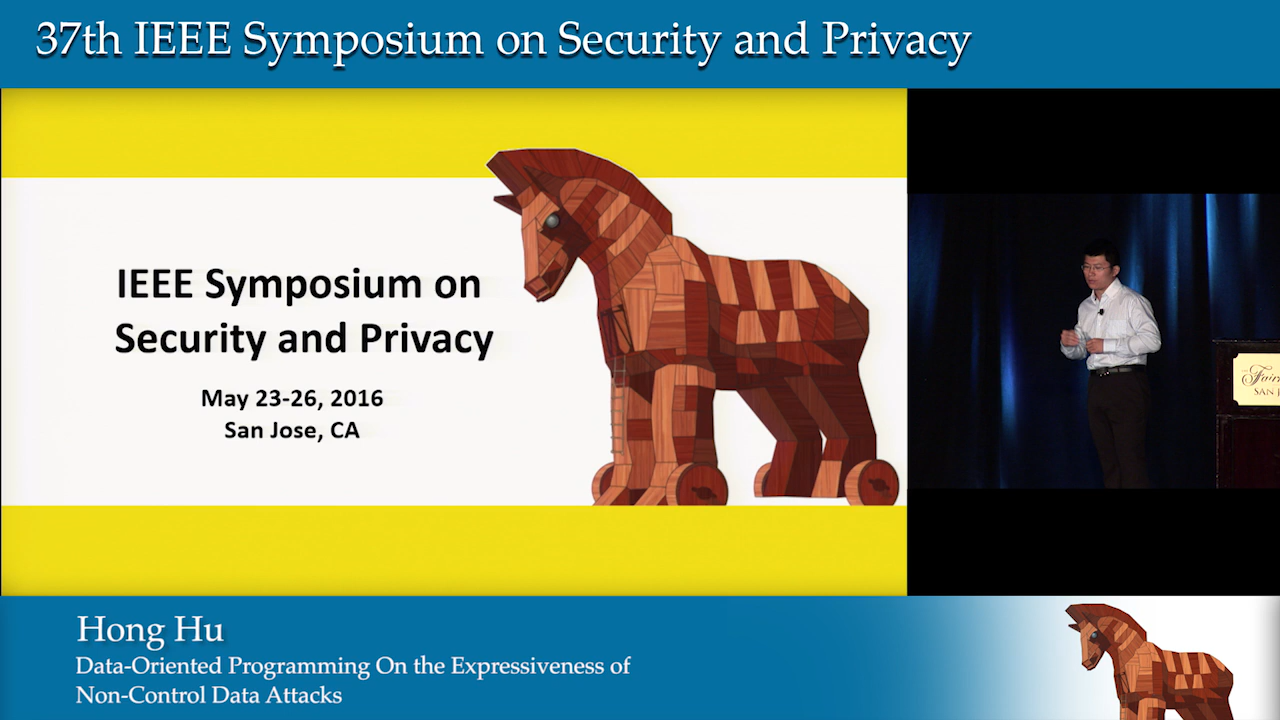 37th IEEE Symposium on Security and Privacy
IEEE Symposium on
Security and Privacy
May 23-26, 2016
San Jose, CA
Hong Hu
Data-Oriented Programming On the Expressiveness of
Non-Control Data Attacks